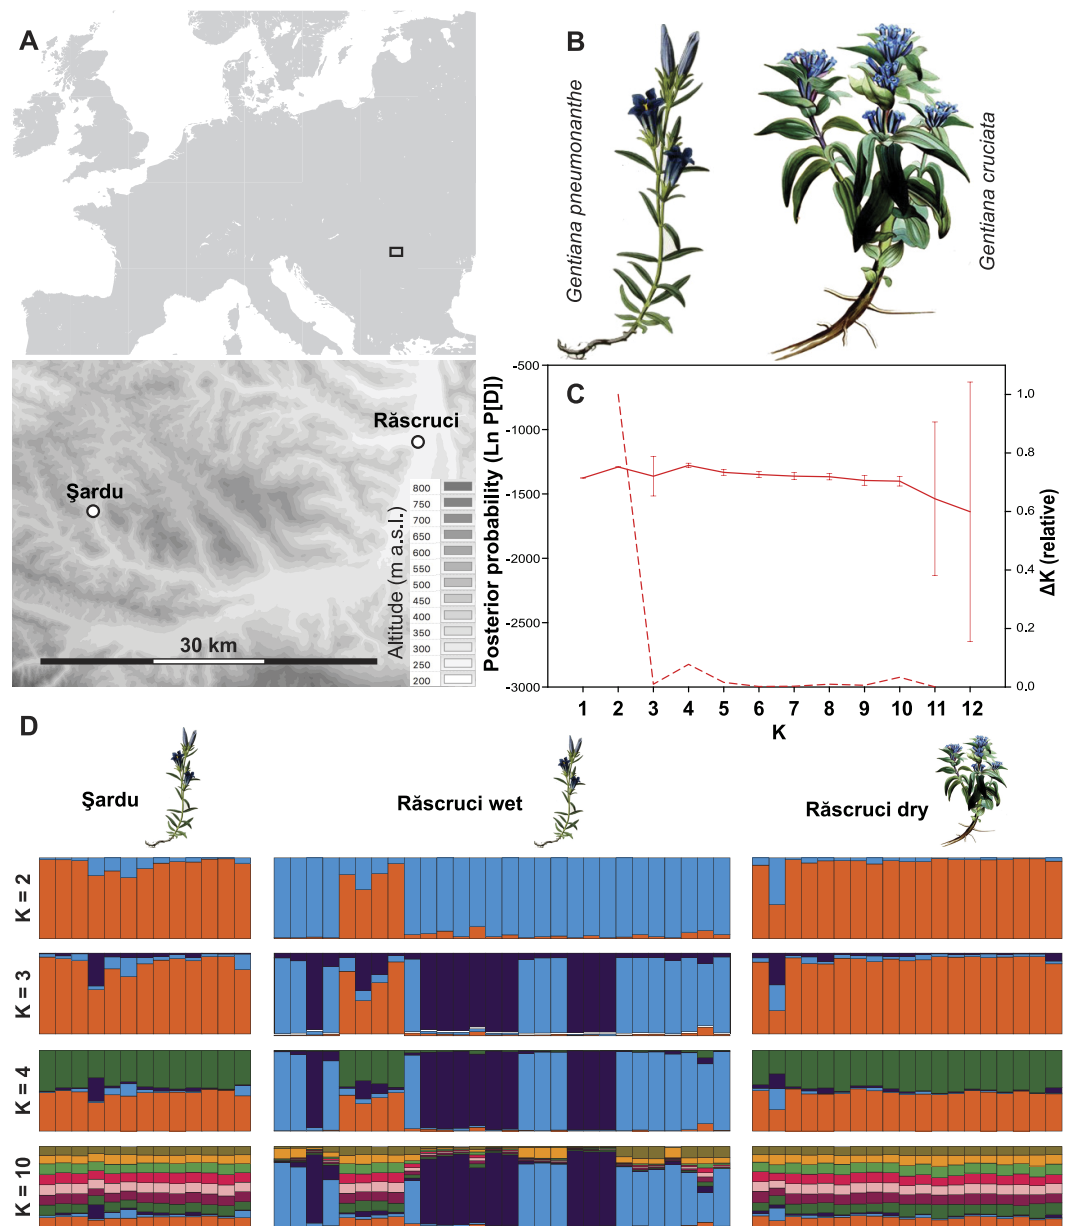 A
B
Gentiana pneumonanthe
Gentiana cruciata
Răscruci
Şardu
Altitude (m a.s.l.)
800
750
700
650
600
550
500
450
400
350
300
250
200
30 km
C
Posterior probability (Ln P[D])
-500
-1000
-1500
-2000
-2500
-3000
1.0
0.8
0.6
0.4
0.2
0.0
ΔK (relative)
1 2 3 4 5 6 7 8 9 10 11 12
K
D
Şardu
Răscruci wet
Răscruci dry
K = 2
K = 3
K = 4
K = 10